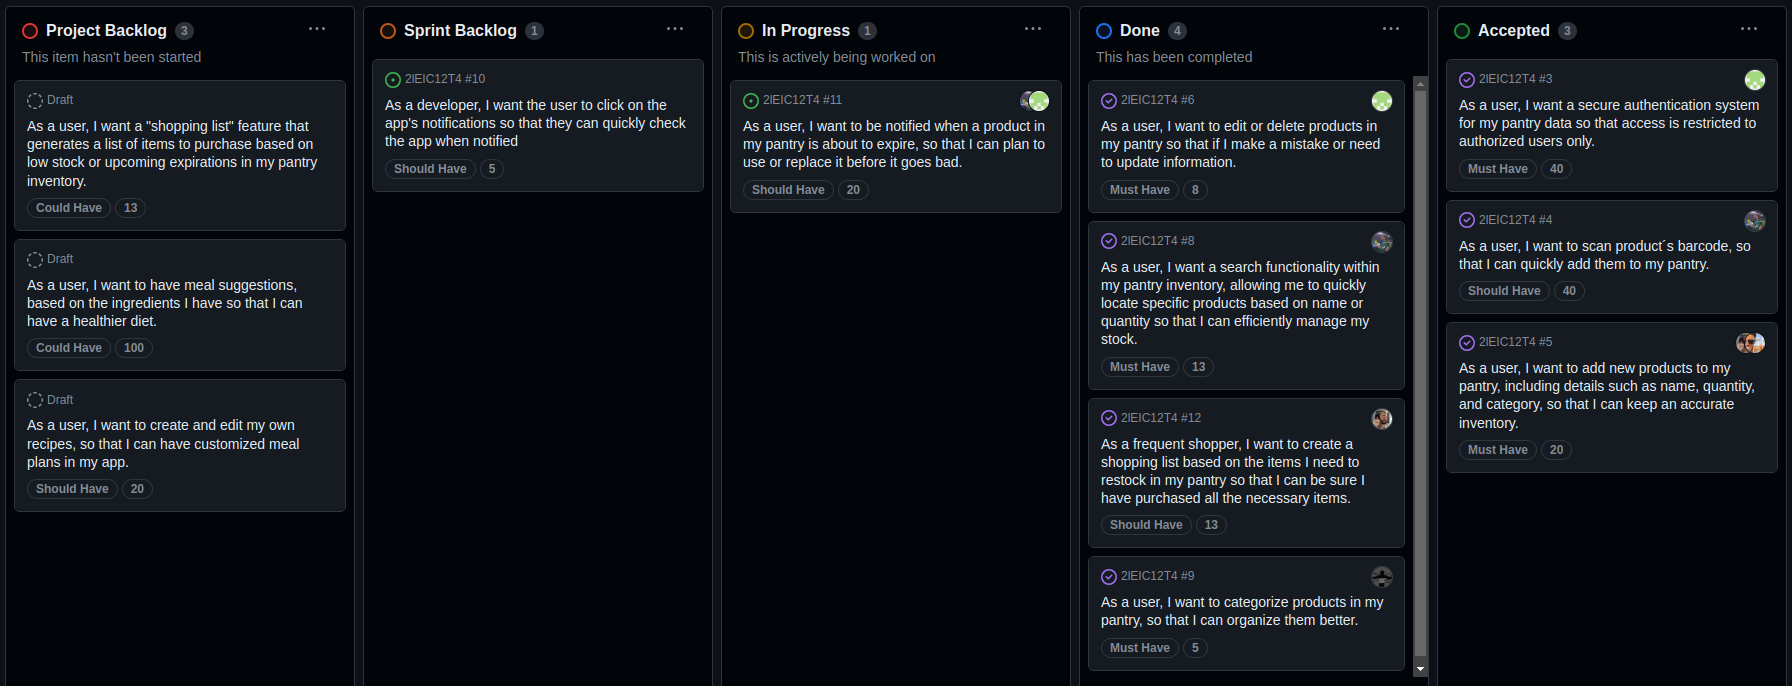 Project Backlog 3
This item hasn't been started
Draft
As a user, I want a "shopping list" feature that
generates a list of items to purchase based on
low stock or upcoming expirations in my pantry
inventory.
Could Have 13
Draft
As a user, I want to have meal suggestions,
based on the ingredients I have so that I can
have a healthier diet.
Could Have 100
Draft
As a user, I want to create and edit my own
recipes, so that I can have customized meal
plans in my app.
Should Have 20
Sprint Backlog 1
2IEIC12T4 #10
As a developer, I want the user to click on the
app's notifications so that they can quickly check
the app when notified
Should Have 5
In Progress 1
This is actively being worked on
2IEIC12T4 #11
As a user, I want to be notified when a product in
my pantry is about to expire, so that I can plan to
use or replace it before it goes bad.
Should Have 20
Done 4
This has been completed
2IEIC12T4 #6
As a user, I want to edit or delete products in
my pantry so that if I make a mistake or need
to update information.
Must Have 8
2IEIC12T4 #8
As a user, I want a search functionality within
my pantry inventory, allowing me to quickly
locate specific products based on name or
quantity so that I can efficiently manage my
stock.
Must Have 13
2IEIC12T4 #12
As a frequent shopper, I want to create a
shopping list based on the items I need to
restock in my pantry so that I can be sure I
have purchased all the necessary items.
Should Have 13
2IEIC12T4 #9
As a user, I want to categorize products in my
pantry, so that I can organize them better.
Must Have 5
Accepted 3
2IEIC12T4 #3
As a user, I want a secure authentication system
for my pantry data so that access is restricted to
authorized users only.
Must Have 40
2IEIC12T4 #4
As a user, I want to scan product´s barcode, so
that I can quickly add them to my pantry.
Should Have 40
2IEIC12T4 #5
As a user, I want to add new products to my
pantry, including details such as name, quantity,
and category, so that I can keep an accurate
inventory.
Must Have 20